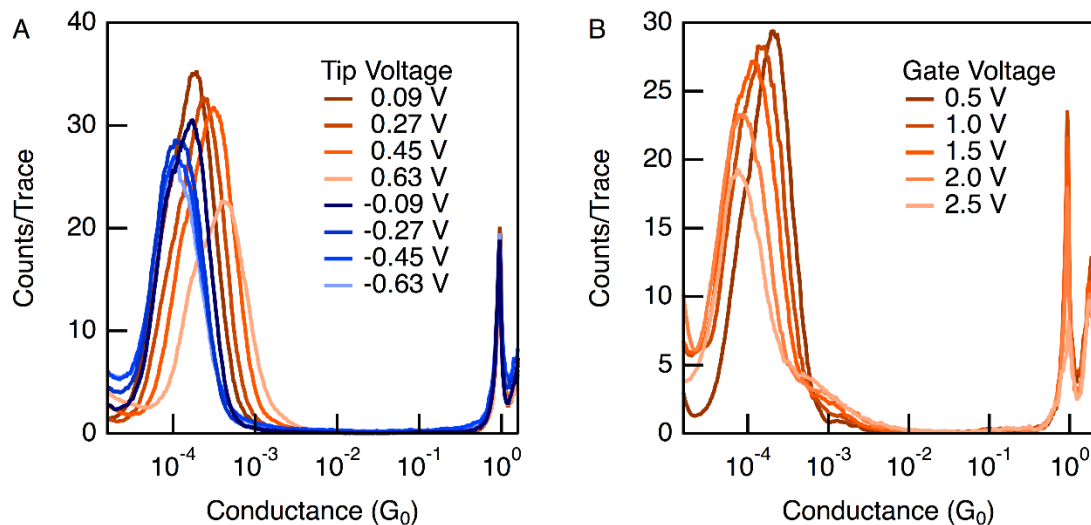 A
40
30
20
10
0
Counts/Trace
Tip Voltage
0.09 V
0.27 V
0.45 V
0.63 V
-0.09 V
-0.27 V
-0.45 V
-0.63 V
10⁻⁴
10⁻³
10⁻²
10⁻¹
10⁰
Conductance (G₀)
B
30
25
20
15
10
5
0
Counts/Trace
Gate Voltage
0.5 V
1.0 V
1.5 V
2.0 V
2.5 V
10⁻⁴
10⁻³
10⁻²
10⁻¹
10⁰
Conductance (G₀)